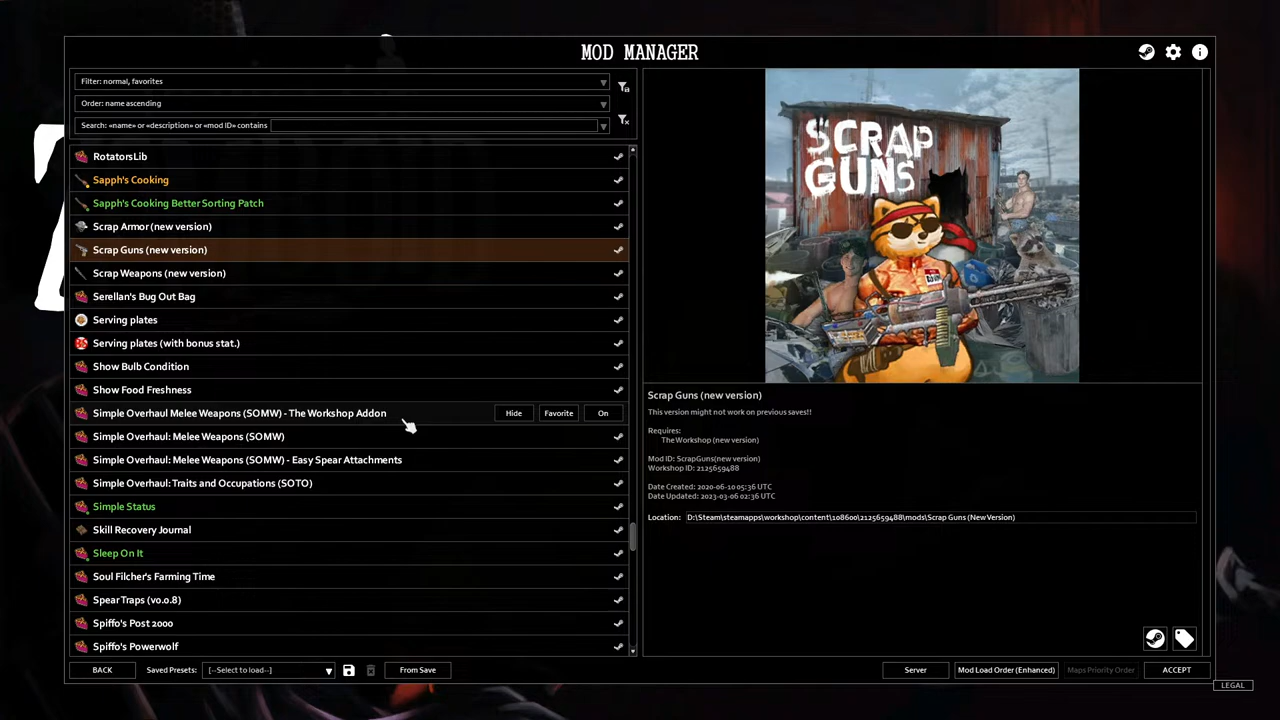 MOD MANAGER
Filter: normal, favorites
Order: name ascending
Search: «name» or «description» or «mod ID» contains
RotatorsLib
Sapph's Cooking
Sapph's Cooking Better Sorting Patch
Scrap Armor (new version)
Scrap Guns (new version)
Scrap Weapons (new version)
Serellan's Bug Out Bag
Serving plates
Serving plates (with bonus stat.)
Show Bulb Condition
Show Food Freshness
Simple Overhaul Melee Weapons (SOMW) - The Workshop Addon
Hide
Favorite
On
Simple Overhaul: Melee Weapons (SOMW)
Simple Overhaul: Melee Weapons (SOMW) - Easy Spear Attachments
Simple Overhaul: Traits and Occupations (SOTO)
Simple Status
Skill Recovery Journal
Sleep On It
Soul Filcher's Farming Time
Spear Traps (v0.0.8)
Spiffo's Post 2000
Spiffo's Powerwolf
SCRAP
GUNS
Scrap Guns (new version)
This version might not work on previous saves!!
Requires:
The Workshop (new version)
Mod ID: ScrapGuns(new version)
Workshop ID: 2125659488
Date Created: 2020-06-10 05:36 UTC
Date Updated: 2023-03-06 02:36 UTC
Location: D:\Steam\steamapps\workshop\content\108600\2125659488\mods\Scrap Guns (New Version)
BACK
Saved Presets:
[--Select to load--]
From Save
Server
Mod Load Order (Enhanced)
Maps Priority Order
ACCEPT
LEGAL